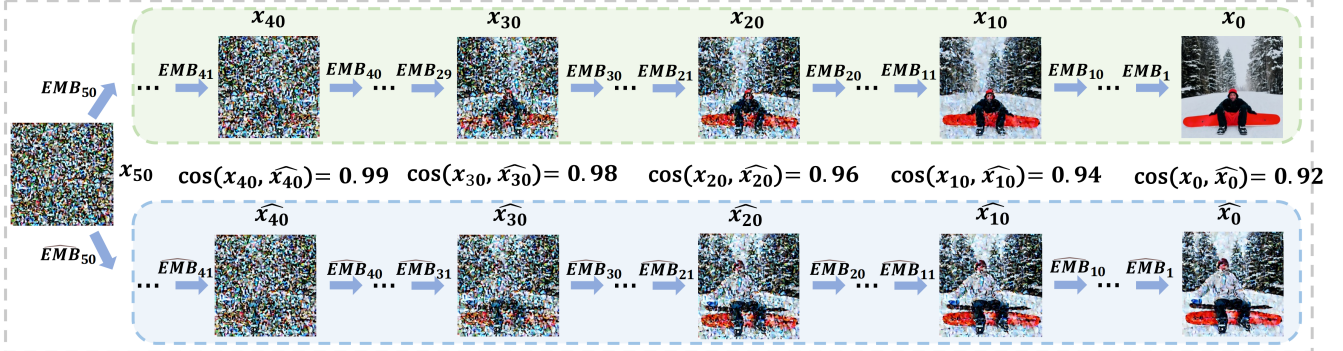 x₄₀ x₃₀ x₂₀ x₁₀ x₀
EMB₅₀ ... EMB₄₁ EMB₄₀ ... EMB₂₉ EMB₃₀ ... EMB₂₁ EMB₂₀ ... EMB₁₁ EMB₁₀ ... EMB₁
x₅₀ cos(x₄₀, x̂₄₀)= 0.99 cos(x₃₀, x̂₃₀)= 0.98 cos(x₂₀, x̂₂₀)= 0.96 cos(x₁₀, x̂₁₀)= 0.94 cos(x₀, x̂₀)= 0.92
x̂₄₀ x̂₃₀ x̂₂₀ x̂₁₀ x̂₀
ÊMB₅₀ ... ÊMB₄₁ ÊMB₄₀ ... ÊMB₃₁ ÊMB₃₀ ... ÊMB₂₁ ÊMB₂₀ ... ÊMB₁₁ ÊMB₁₀ ... ÊMB₁